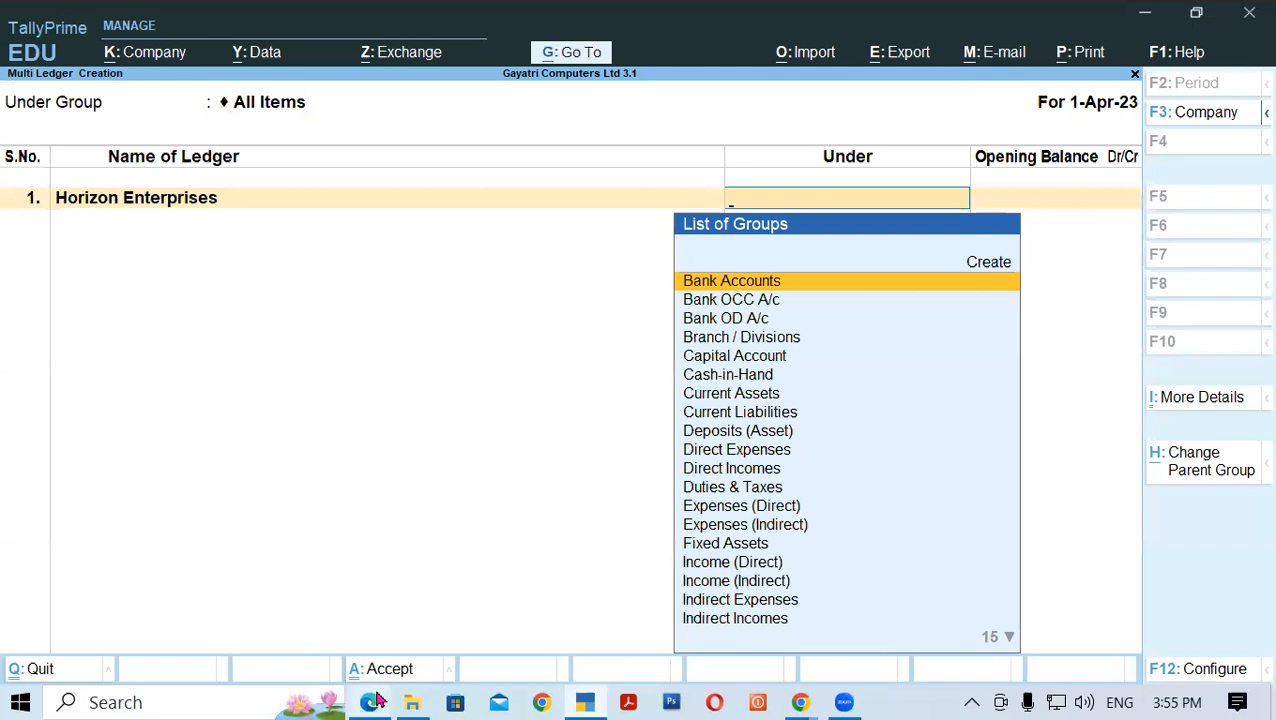 TallyPrime MANAGE
EDU K: Company Y: Data Z: Exchange G: Go To O: Import E: Export M: E-mail P: Print F1: Help
Multi Ledger Creation Gayatri Computers Ltd 3.1
Under Group : ♦ All Items For 1-Apr-23
S.No. Name of Ledger Under Opening Balance Dr/Cr
1. Horizon Enterprises
List of Groups
Create
Bank Accounts
Bank OCC A/c
Bank OD A/c
Branch / Divisions
Capital Account
Cash-in-Hand
Current Assets
Current Liabilities
Deposits (Asset)
Direct Expenses
Direct Incomes
Duties & Taxes
Expenses (Direct)
Expenses (Indirect)
Fixed Assets
Income (Direct)
Income (Indirect)
Indirect Expenses
Indirect Incomes
15 ▼
F2: Period
F3: Company
F4
F5
F6
F7
F8
F9
F10
I: More Details
H: Change
Parent Group
Q: Quit A: Accept F12: Configure
Search Ps zoom ENG 3:55 PM